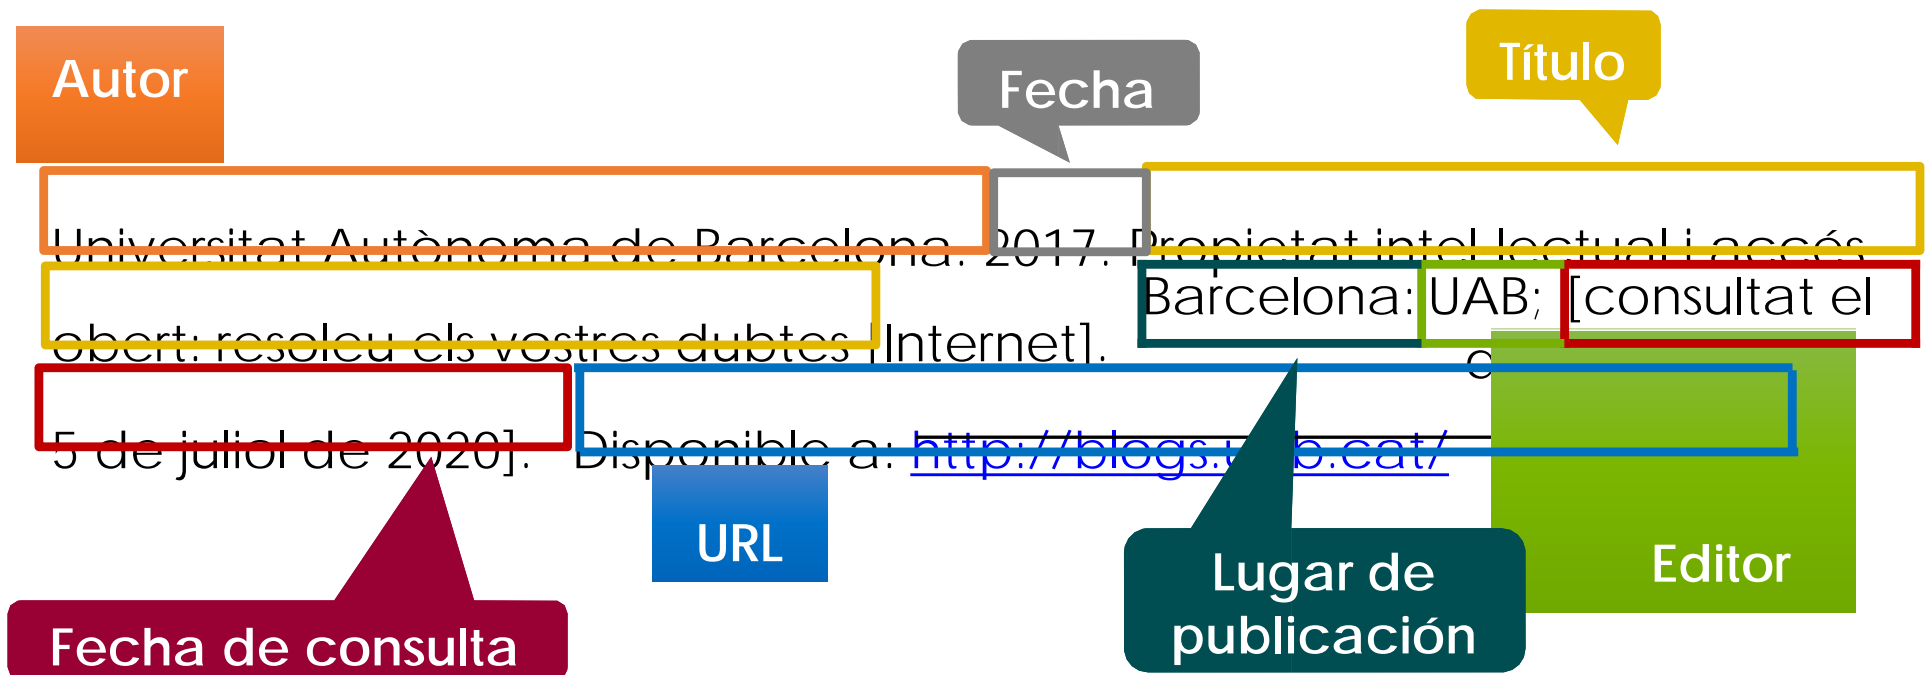 Autor
Fecha
Título
Universitat Autònoma de Barcelona. 2017. Propietat intel·lectual i accés
obert: resoleu els vostres dubtes [Internet]. Barcelona: UAB; [consultat el
5 de juliol de 2020]. Disponible a: http://blogs.uab.cat/
URL
Editor
Lugar de
publicación
Fecha de consulta